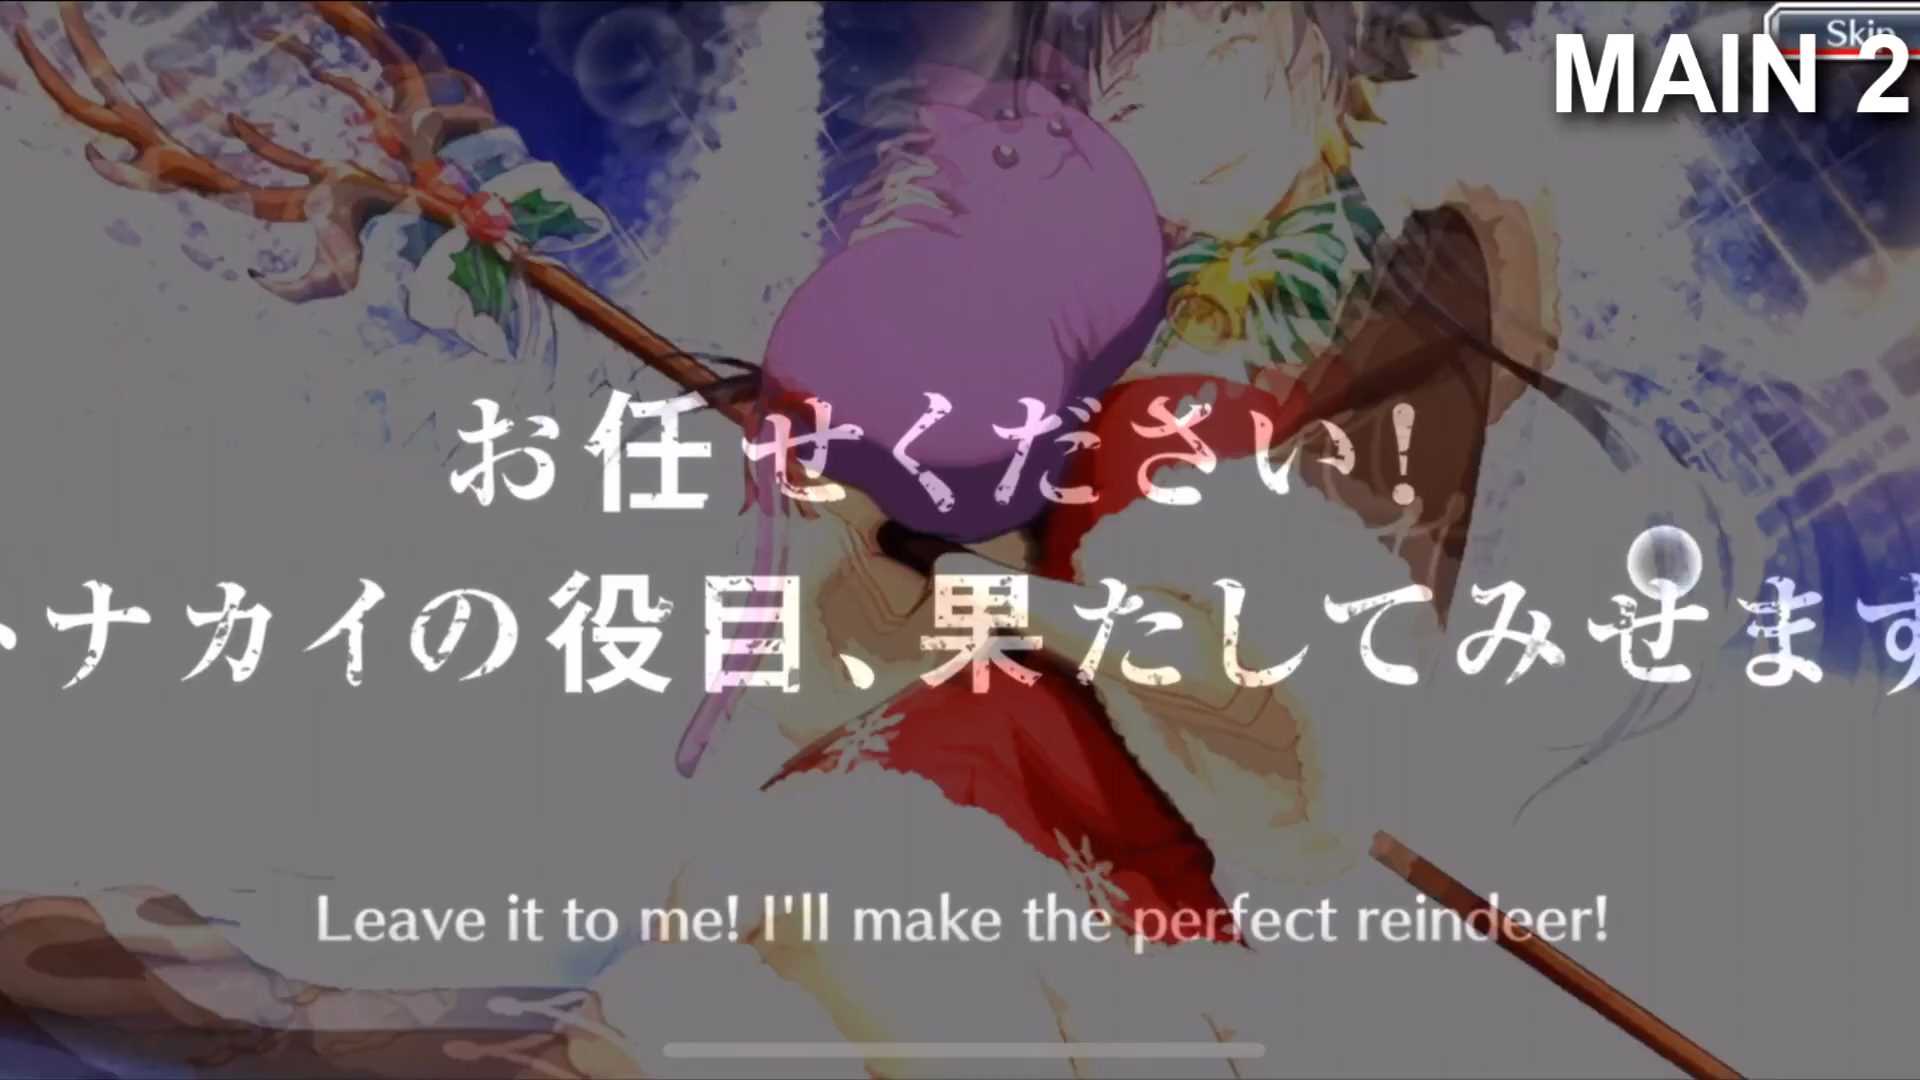 Skip
MAIN 2
お任せください!
トナカイの役目、果たしてみせます
Leave it to me! I'll make the perfect reindeer!